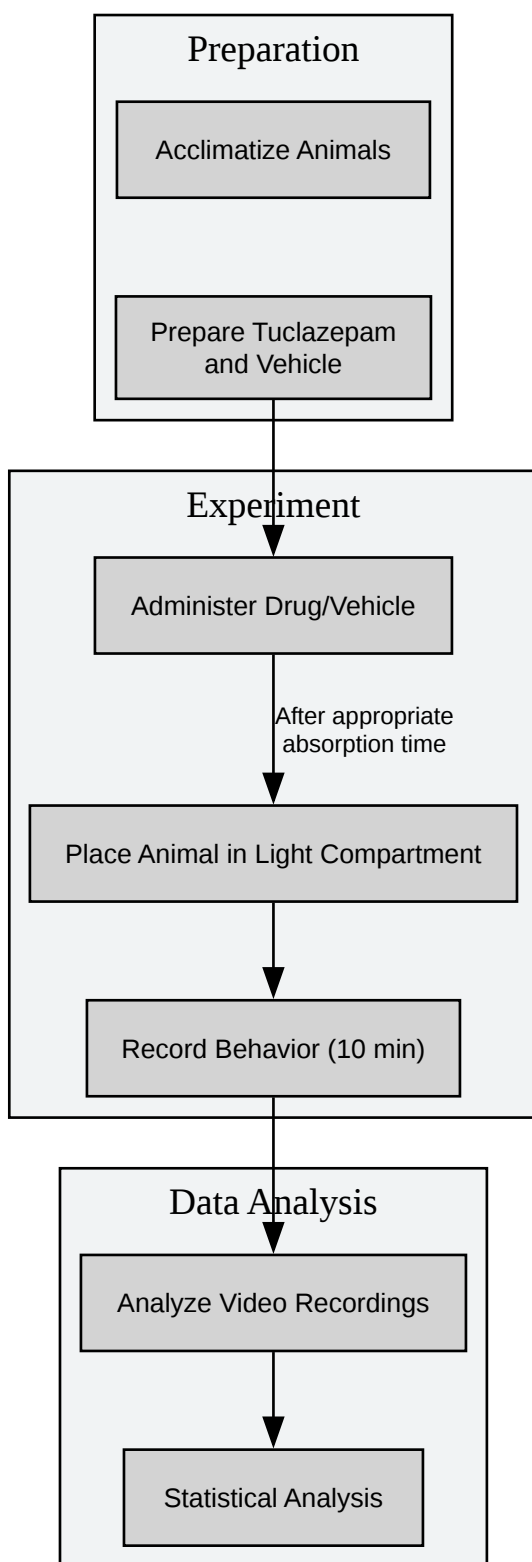 Preparation
Acclimatize Animals
Prepare Tuclazepam
and Vehicle
Experiment
Administer Drug/Vehicle
After appropriate
absorption time
Place Animal in Light Compartment
Record Behavior (10 min)
Data Analysis
Analyze Video Recordings
Statistical Analysis